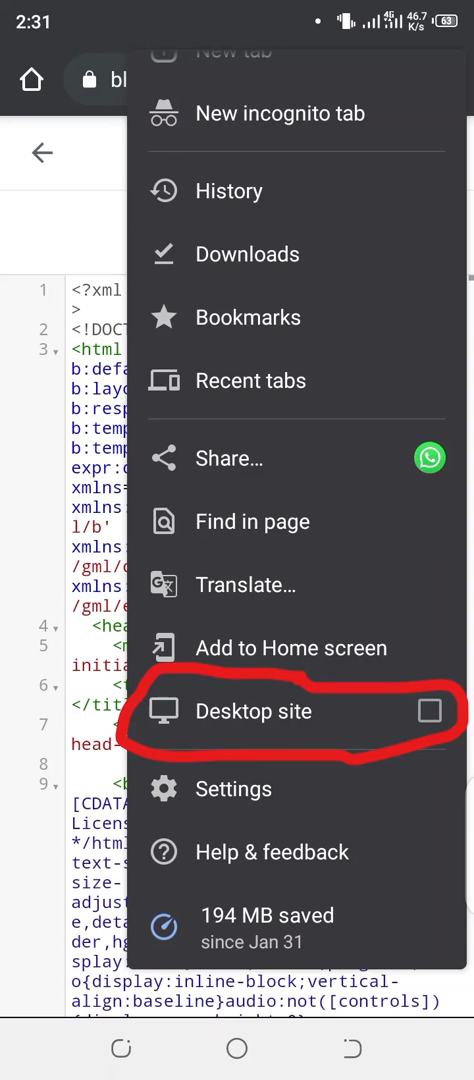 2:31
4G
46.7
K/s
63
bl
New tab
New incognito tab
History
Downloads
Bookmarks
Recent tabs
Share...
Find in page
Translate...
Add to Home screen
Desktop site
Settings
Help & feedback
194 MB saved
since Jan 31
1 <?xml
>
2 <!DOCT
3 <html
b:defa
b:layo
b:resp
b:temp
b:temp
expr:d
xmlns=
xmlns:
l/b'
xmlns:
/gml/d
xmlns:
/gml/e
4 <hea
5 <m
initia
6 <t
</titl
7 <
head-
8
9 <b
[CDATA
Licens
*/html
text-s
size-
adjust
e,deta
der,hg
splay:
o{display:inline-block;vertical-
align:baseline}audio:not([controls])